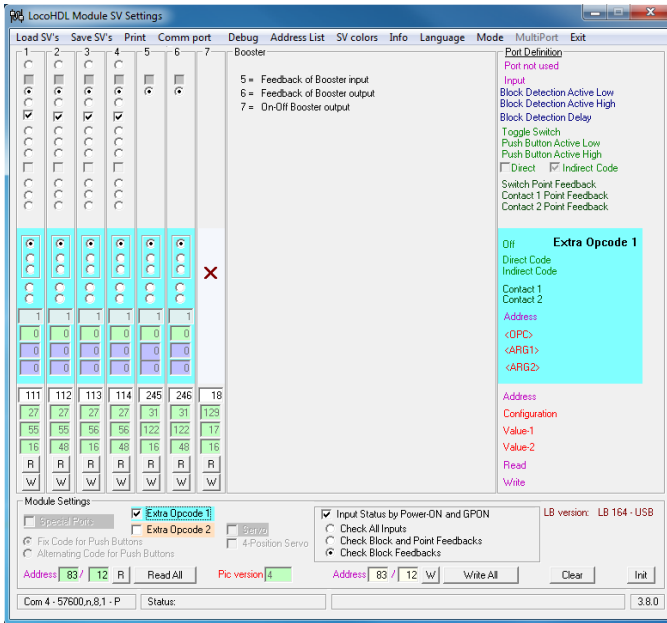 LocoHDL Module SV Settings
Load SV's Save SV's Print Comm port Debug Address List SV colors Info Language Mode MultiPort Exit
1 2 3 4 5 6 7 Booster Port Definition
Port not used
5 = Feedback of Booster input Input
6 = Feedback of Booster output Block Detection Active Low
7 = On-Off Booster output Block Detection Active High
Block Detection Delay
Toggle Switch
Push Button Active Low
Push Button Active High
Direct Indirect Code
Switch Point Feedback
Contact 1 Point Feedback
Contact 2 Point Feedback
Off Extra Opcode 1
Direct Code
Indirect Code
Contact 1
Contact 2
1 1 1 1 1 1 Address
0 0 0 0 0 0 <OPC>
0 0 0 0 0 0 <ARG1>
0 0 0 0 0 0 <ARG2>
111 112 113 114 245 246 18 Address
27 27 27 27 31 31 129 Configuration
55 55 56 56 122 122 17 Value-1
16 48 16 48 16 48 16 Value-2
R R R R R R R Read
W W W W W W W Write
Module Settings
Special Ports Extra Opcode 1 Input Status by Power-ON and GPON LB version: LB 164 - USB
Extra Opcode 2 Servo Check All Inputs
Fix Code for Push Buttons 4-Position Servo Check Block and Point Feedbacks
Alternating Code for Push Buttons Check Block Feedbacks
Address 83 / 12 R Read All Pic version 4 Address 83 / 12 W Write All Clear Init
Com 4 - 57600,n,8,1 - P Status: 3.8.0